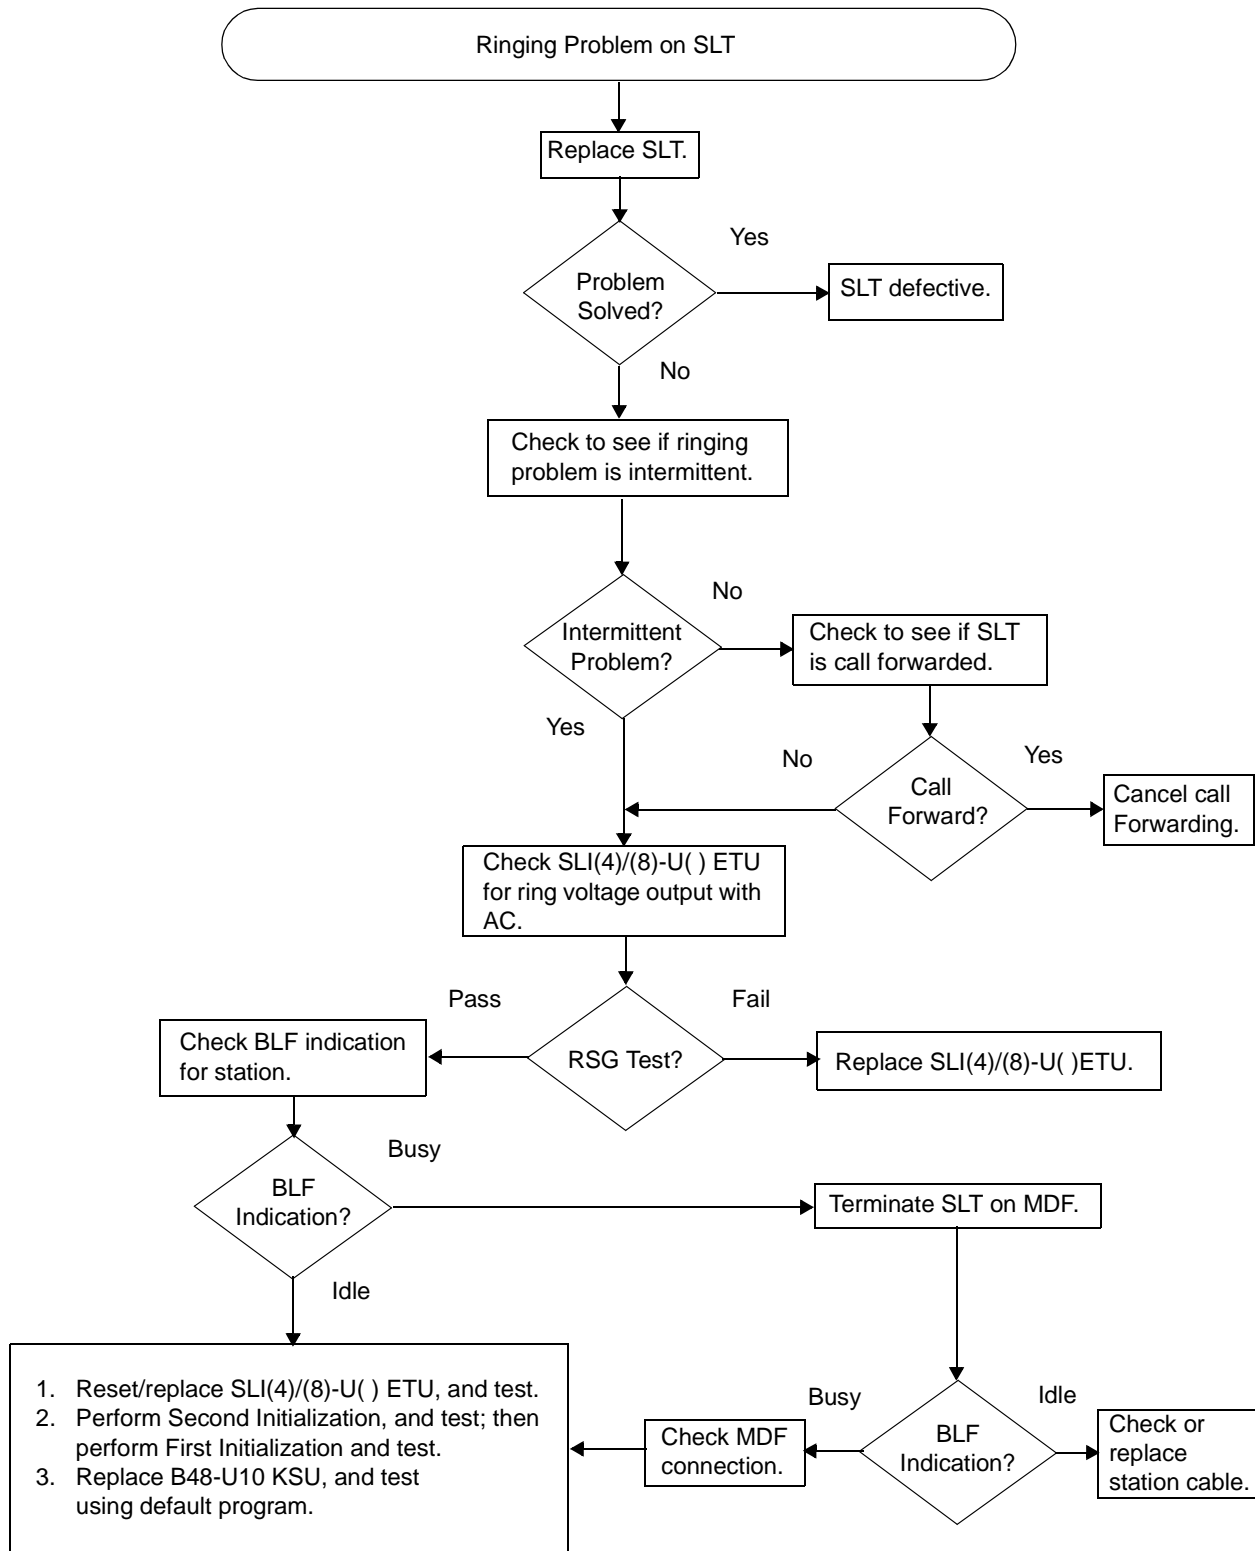 Ringing Problem on SLT
Replace SLT.
Yes
Problem
Solved?
SLT defective.
No
Check to see if ringing
problem is intermittent.
No
Intermittent
Problem?
Check to see if SLT
is call forwarded.
Yes
No
Yes
Call
Forward?
Cancel call
Forwarding.
Check SLI(4)/(8)-U( ) ETU
for ring voltage output with
AC.
Pass
Fail
Check BLF indication
for station.
RSG Test?
Replace SLI(4)/(8)-U( )ETU.
Busy
BLF
Indication?
Terminate SLT on MDF.
Idle
1. Reset/replace SLI(4)/(8)-U( ) ETU, and test.
2. Perform Second Initialization, and test; then
perform First Initialization and test.
3. Replace B48-U10 KSU, and test
using default program.
Busy
Idle
Check MDF
connection.
BLF
Indication?
Check or
replace
station cable.